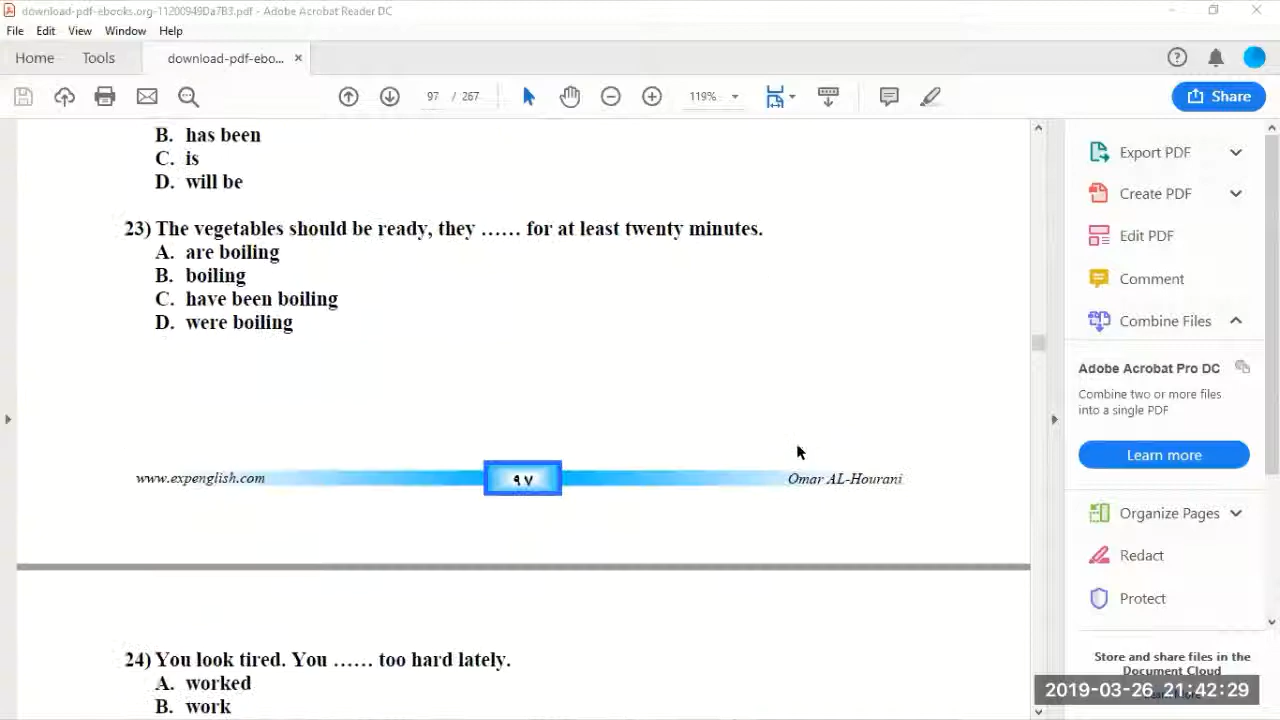 download-pdf-ebooks.org-11200949Da7B3.pdf - Adobe Acrobat Reader DC
File Edit View Window Help
Home Tools download-pdf-ebo... ×
97 / 267 119% Share
B. has been
C. is
D. will be
23) The vegetables should be ready, they …… for at least twenty minutes.
A. are boiling
B. boiling
C. have been boiling
D. were boiling
www.expenglish.com ٩٧ Omar AL-Hourani
24) You look tired. You …… too hard lately.
A. worked
B. work
Export PDF
Create PDF
Edit PDF
Comment
Combine Files
Adobe Acrobat Pro DC
Combine two or more files
into a single PDF
Learn more
Organize Pages
Redact
Protect
Store and share files in the
Document Cloud
2019-03-26 21:42:29